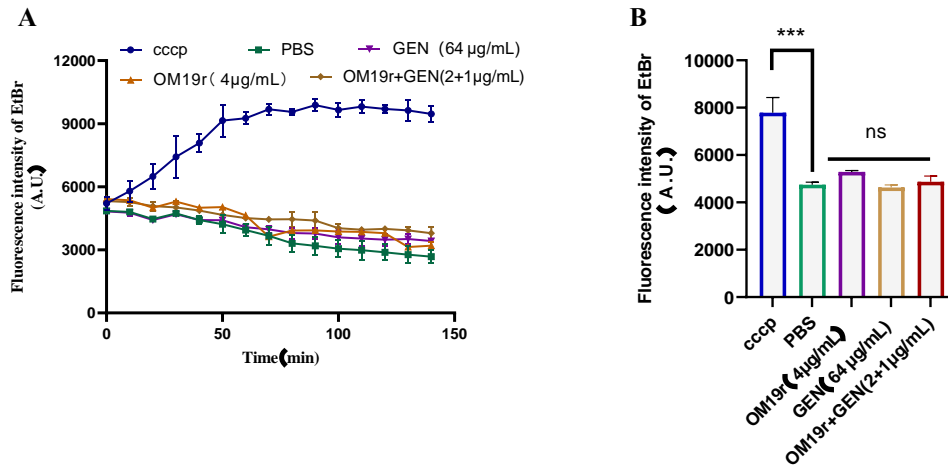 A
cccp
PBS
GEN (64 µg/mL)
OM19r( 4µg/mL)
OM19r+GEN(2+1µg/mL)
Fluorescence intensity of EtBr
(A.U.)
12000
9000
6000
3000
0
0
50
100
150
Time(min)
B
***
ns
Fluorescence intensity of EtBr
( A .U.)
10000
8000
6000
4000
2000
0
cccp
PBS
OM19r(4µg/mL)
GEN(64 µg/mL)
OM19r+GEN(2+1µg/mL)